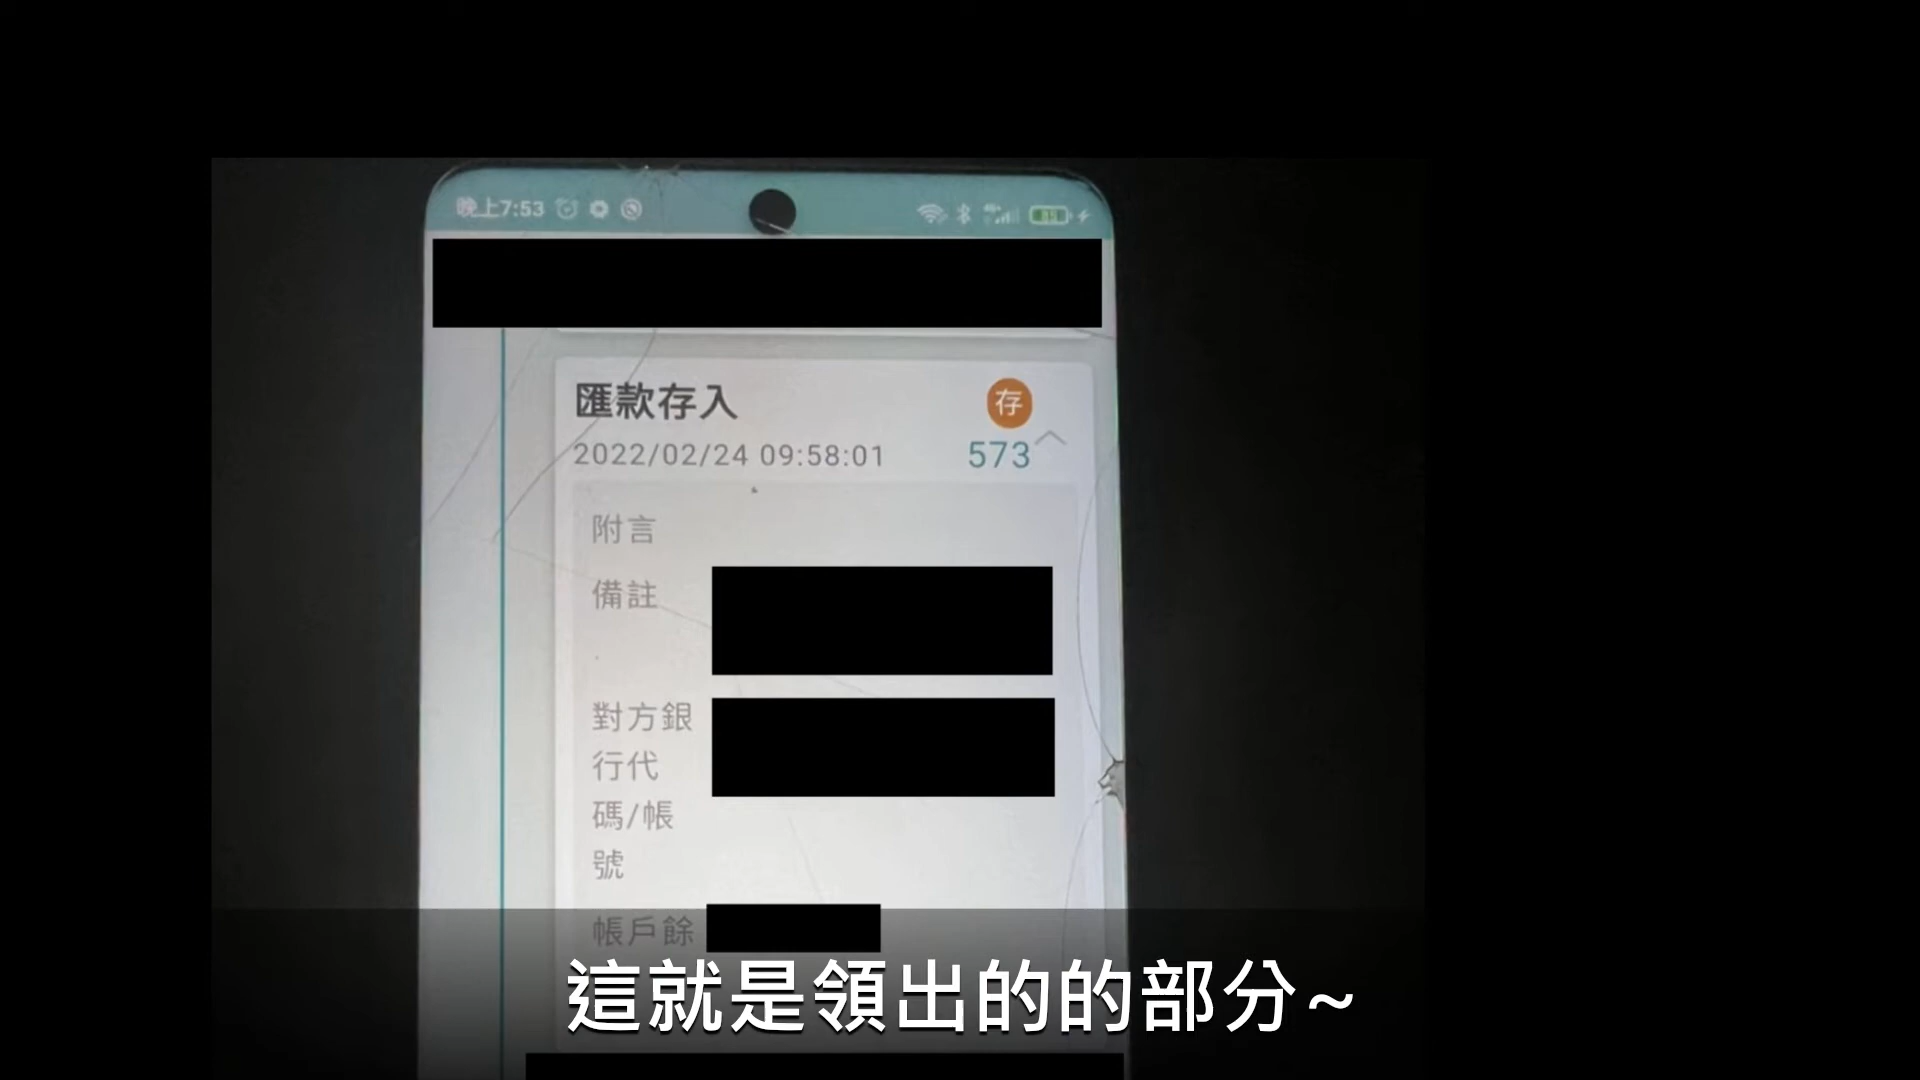 晚上7:53
匯款存入
存
2022/02/24 09:58:01
573
附言
備註
對方銀
行代
碼/帳
號
帳戶餘
這就是領出的的部分~